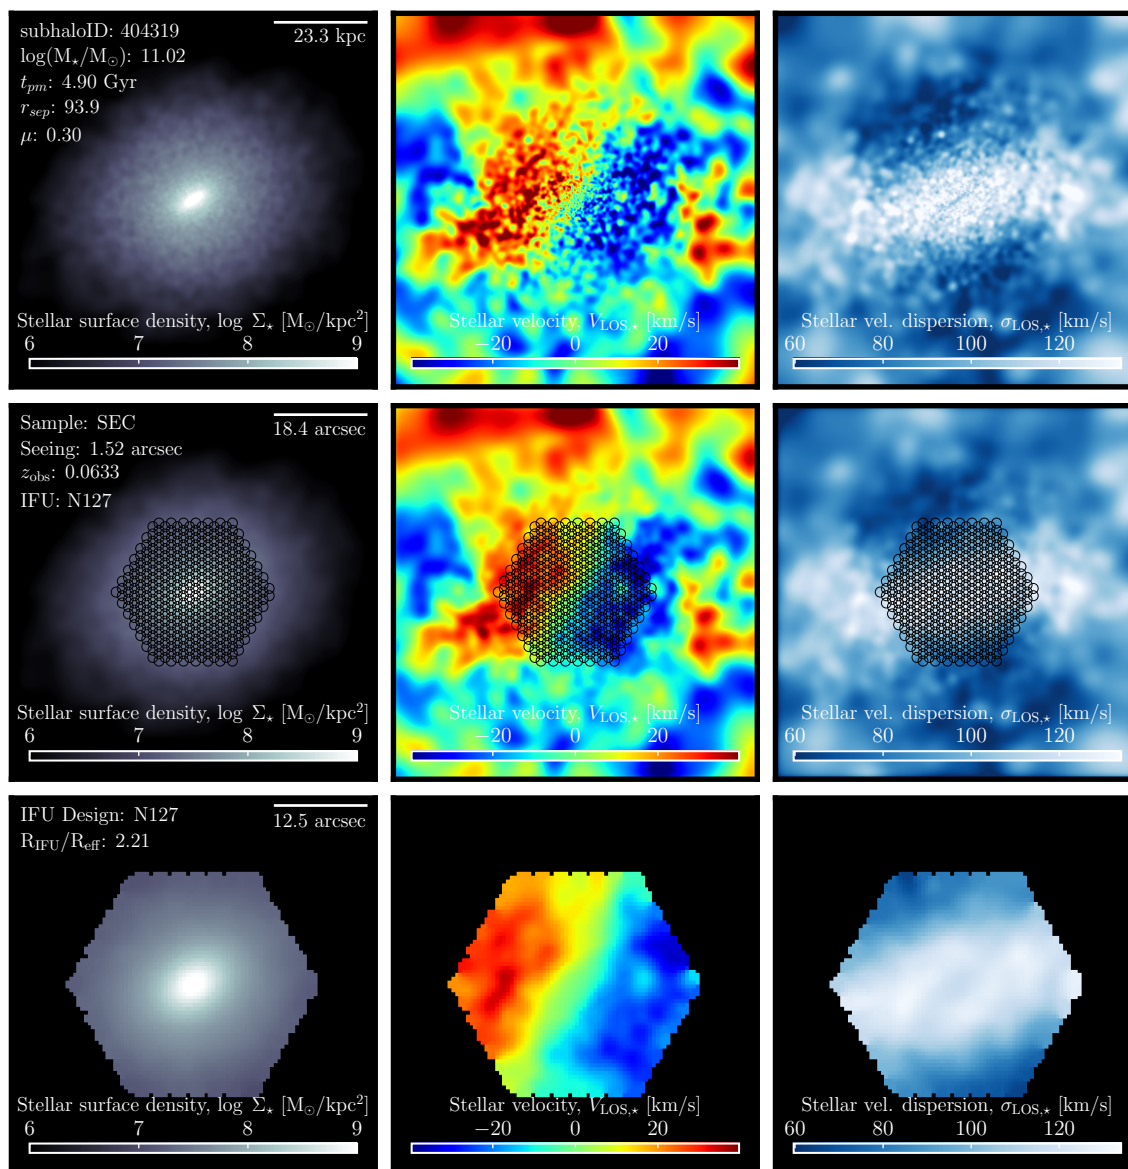 subhaloID: 404319
23.3 kpc
log(M⋆/M☉): 11.02
t_pm: 4.90 Gyr
r_sep: 93.9
μ: 0.30
Stellar surface density, log Σ⋆ [M☉/kpc²]
6 7 8 9
Stellar velocity, V_LOS,⋆ [km/s]
−20 0 20
Stellar vel. dispersion, σ_LOS,⋆ [km/s]
60 80 100 120
Sample: SEC
18.4 arcsec
Seeing: 1.52 arcsec
z_obs: 0.0633
IFU: N127
Stellar surface density, log Σ⋆ [M☉/kpc²]
6 7 8 9
Stellar velocity, V_LOS,⋆ [km/s]
−20 0 20
Stellar vel. dispersion, σ_LOS,⋆ [km/s]
60 80 100 120
IFU Design: N127
12.5 arcsec
R_IFU/R_eff: 2.21
Stellar surface density, log Σ⋆ [M☉/kpc²]
6 7 8 9
Stellar velocity, V_LOS,⋆ [km/s]
−20 0 20
Stellar vel. dispersion, σ_LOS,⋆ [km/s]
60 80 100 120